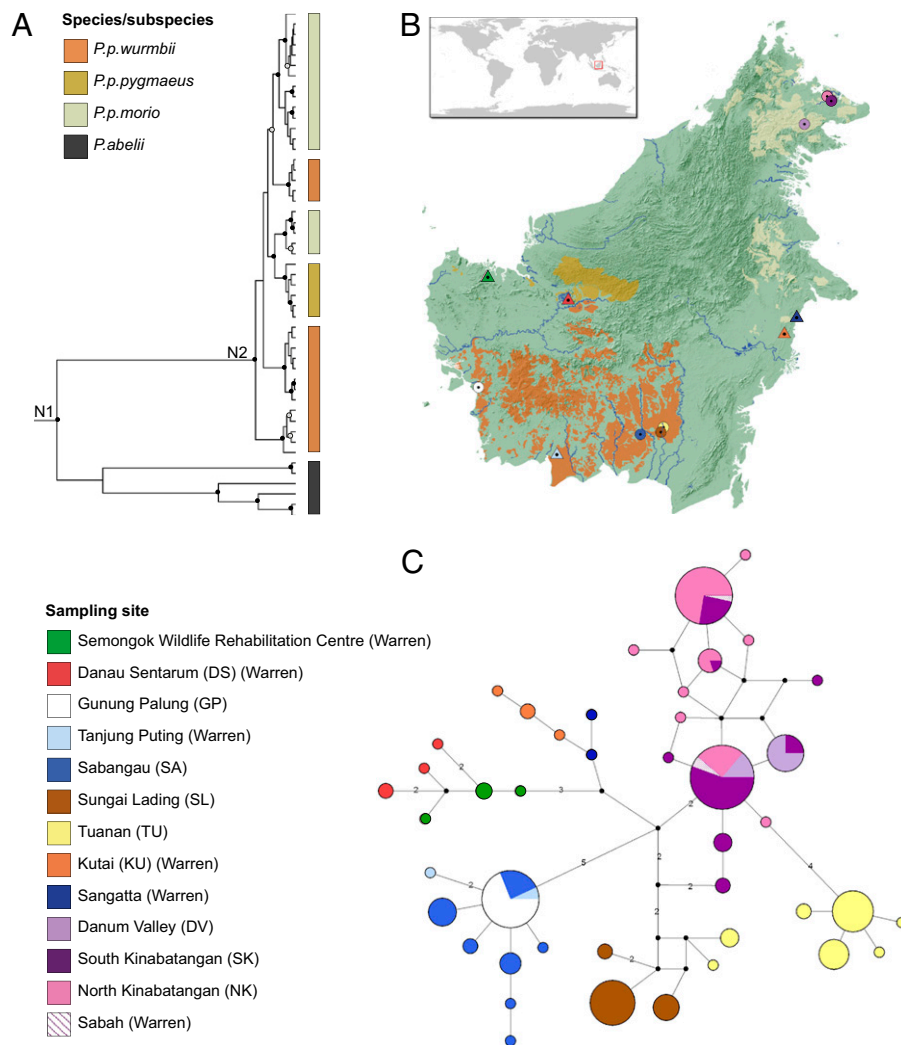 A
Species/subspecies
P.p.wurmbii
P.p.pygmaeus
P.p.morio
P.abelii
N2
N1
B
C
Sampling site
Semongok Wildlife Rehabilitation Centre (Warren)
Danau Sentarum (DS) (Warren)
Gunung Palung (GP)
Tanjung Puting (Warren)
Sabangau (SA)
Sungai Lading (SL)
Tuanan (TU)
Kutai (KU) (Warren)
Sangatta (Warren)
Danum Valley (DV)
South Kinabatangan (SK)
North Kinabatangan (NK)
Sabah (Warren)
2
2
3
2
5
2
2
2
4
2
2